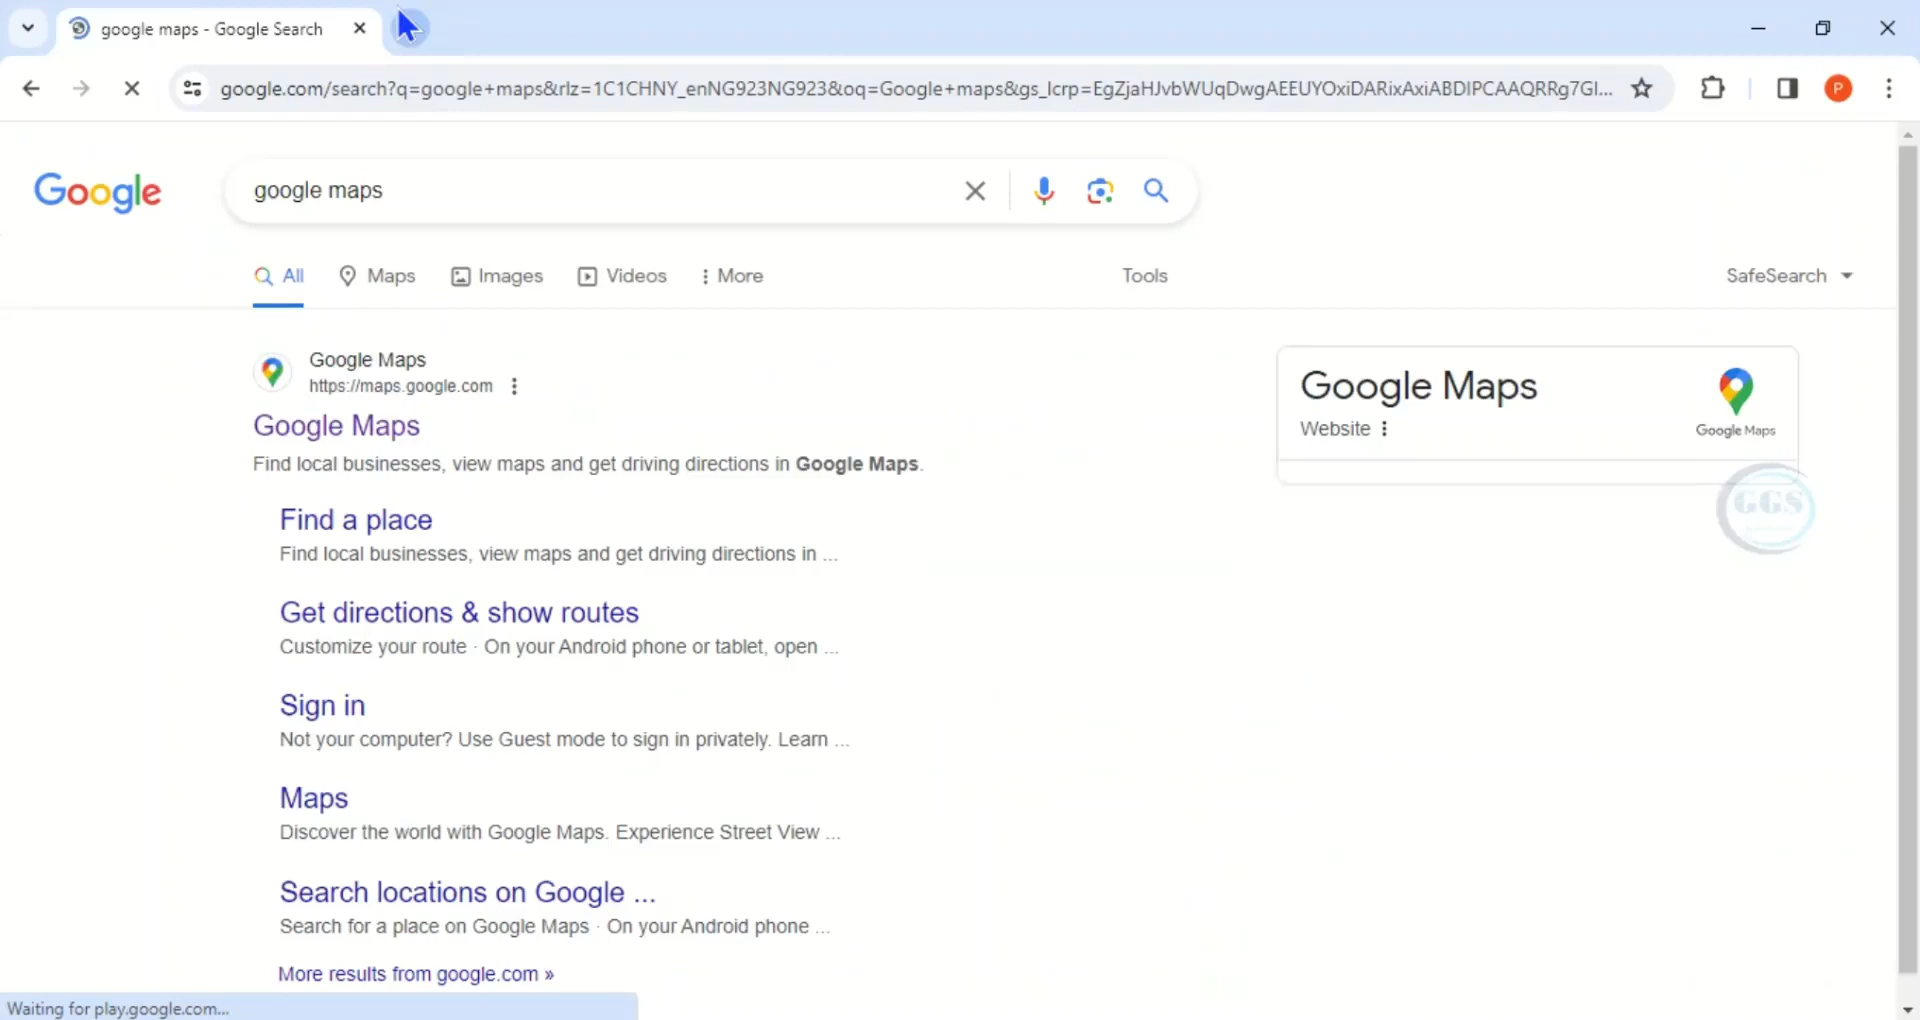 google maps - Google Search
google.com/search?q=google+maps&rlz=1C1CHNY_enNG923NG923&oq=Google+maps&gs_lcrp=EgZjaHJvbWUqDwgAEEUYOxiDARixAxiABDIPCAAQRRg7GI...
P
Google
google maps
All
Maps
Images
Videos
More
Tools
SafeSearch
Google Maps
https://maps.google.com
Google Maps
Find local businesses, view maps and get driving directions in Google Maps.
Find a place
Find local businesses, view maps and get driving directions in ...
Get directions & show routes
Customize your route · On your Android phone or tablet, open ...
Sign in
Not your computer? Use Guest mode to sign in privately. Learn ...
Maps
Discover the world with Google Maps. Experience Street View ...
Search locations on Google ...
Search for a place on Google Maps · On your Android phone ...
More results from google.com »
Google Maps
Website
Google Maps
GGS
Waiting for play.google.com...